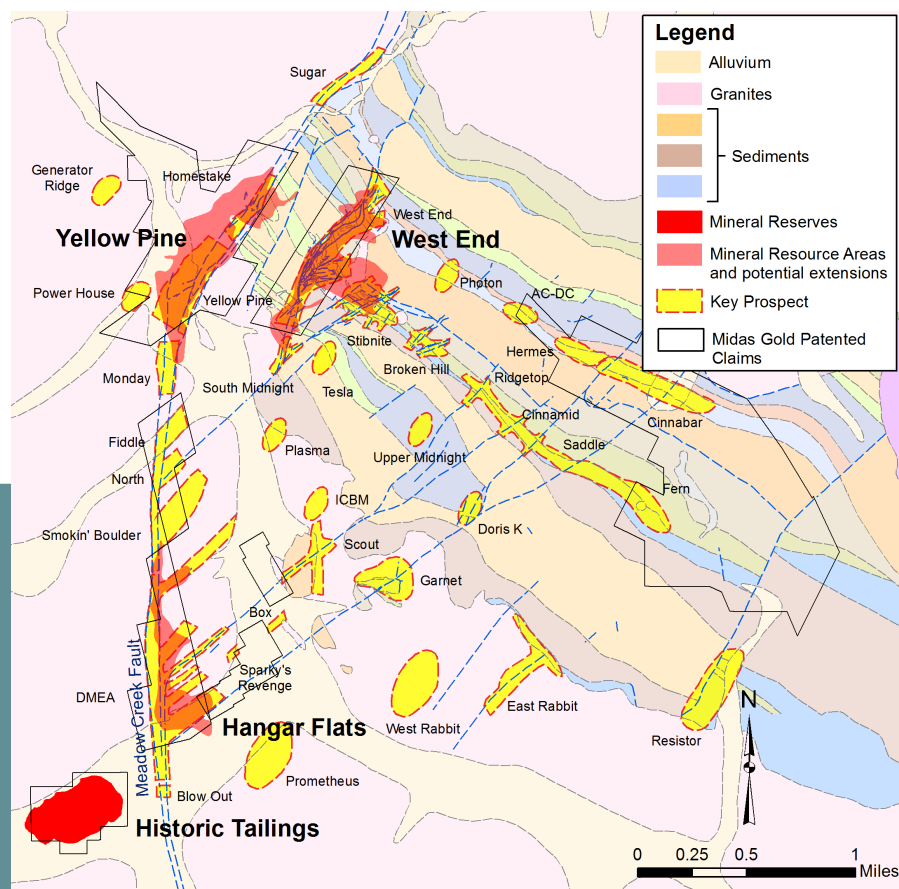 Legend
Alluvium
Granites
Sediments
Mineral Reserves
Mineral Resource Areas
and potential extensions
Key Prospect
Midas Gold Patented
Claims
Sugar
Generator
Ridge
Homestake
West End
Yellow Pine
West End
Photon
Power House
Yellow Pine
AC-DC
Stibnite
Hermes
Broken Hill
Monday
South Midnight
Ridgetop
Tesla
Cinnamid
Cinnabar
Fiddle
Plasma
Saddle
Upper Midnight
North
Fern
ICBM
Smokin' Boulder
Doris K
Scout
Garnet
Box
Meadow Creek Fault
Sparky's
Revenge
DMEA
East Rabbit
Hangar Flats
West Rabbit
Resistor
N
Prometheus
Blow Out
Historic Tailings
0 0.25 0.5 1
Miles